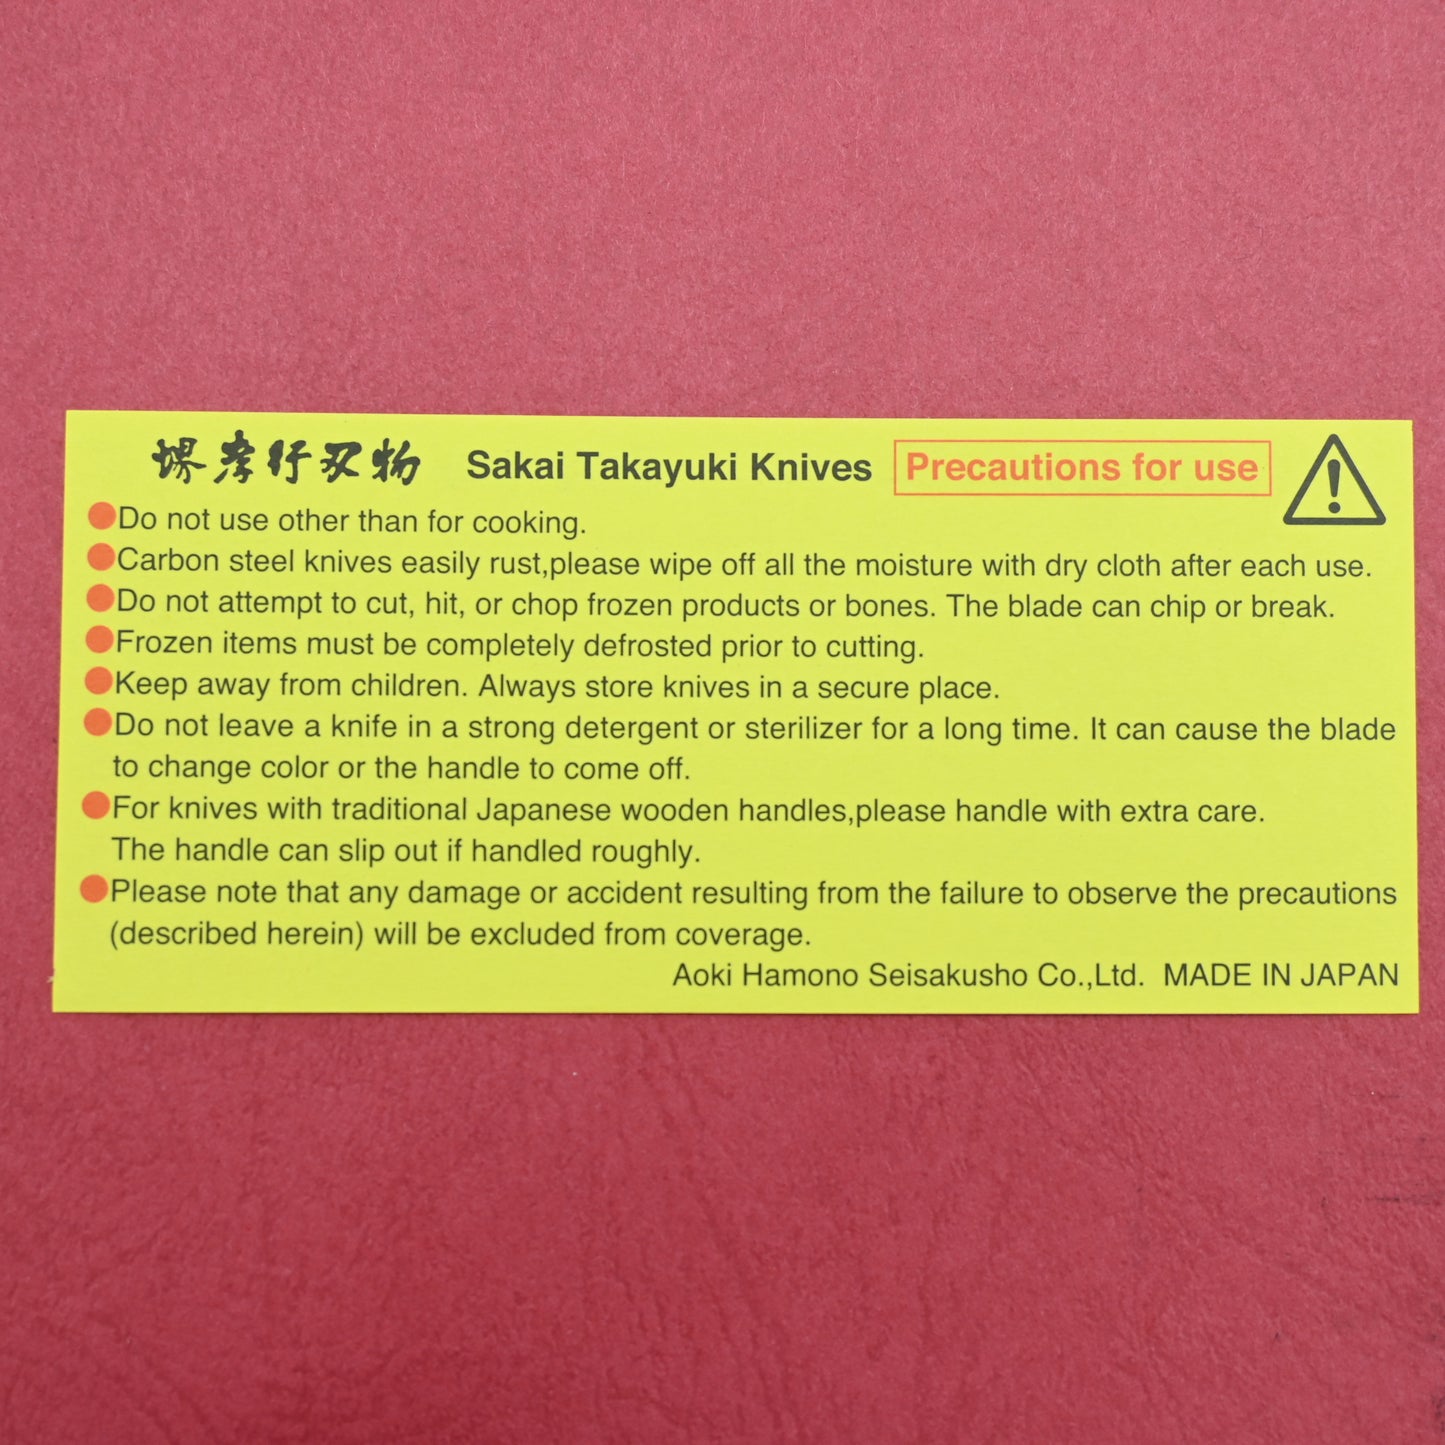 堺孝行刃物 Sakai Takayuki Knives Precautions for use
●Do not use other than for cooking.
●Carbon steel knives easily rust,please wipe off all the moisture with dry cloth after each use.
●Do not attempt to cut, hit, or chop frozen products or bones. The blade can chip or break.
●Frozen items must be completely defrosted prior to cutting.
●Keep away from children. Always store knives in a secure place.
●Do not leave a knife in a strong detergent or sterilizer for a long time. It can cause the blade
to change color or the handle to come off.
●For knives with traditional Japanese wooden handles,please handle with extra care.
The handle can slip out if handled roughly.
●Please note that any damage or accident resulting from the failure to observe the precautions
(described herein) will be excluded from coverage.
Aoki Hamono Seisakusho Co.,Ltd. MADE IN JAPAN